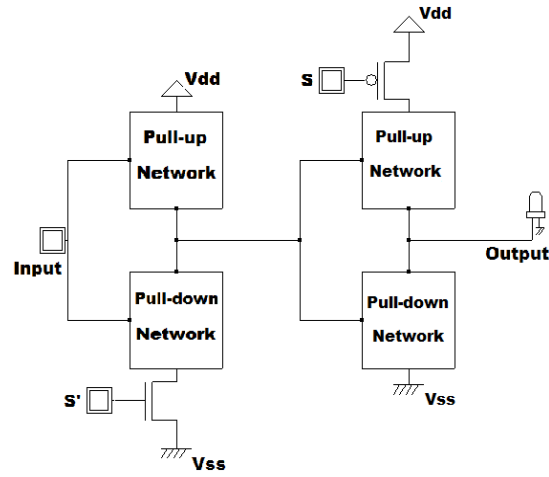 Vdd
S
Vdd
Pull-up
Network
Pull-up
Network
Input
Output
Pull-down
Network
Pull-down
Network
S'
Vss
Vss